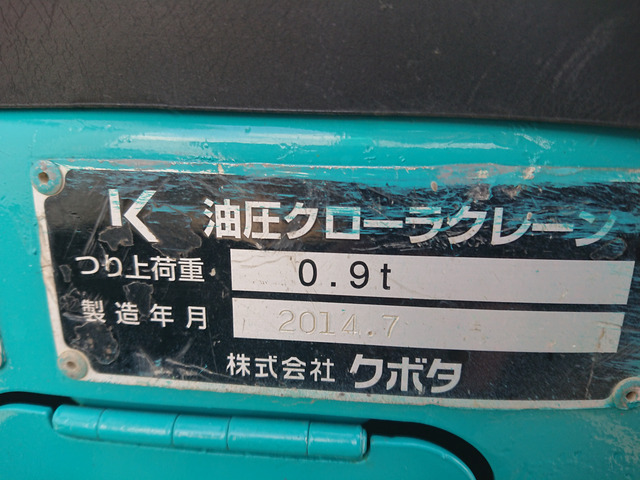 K 油圧クローラクレーン
つり上荷重 0.9t
製造年月 2014.7
株式会社 クボタ